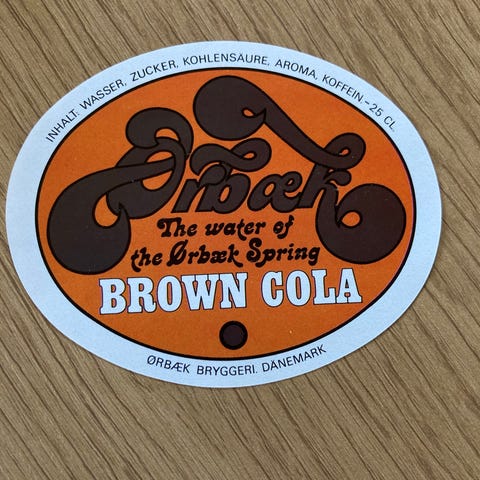 INHALT: WASSER, ZUCKER, KOHLENSÄURE, AROMA, KOFFEIN - 25 CL.
Ørbæk
The water of
the Ørbæk Spring
BROWN COLA
ØRBÆK BRYGGERI. DÄNEMARK